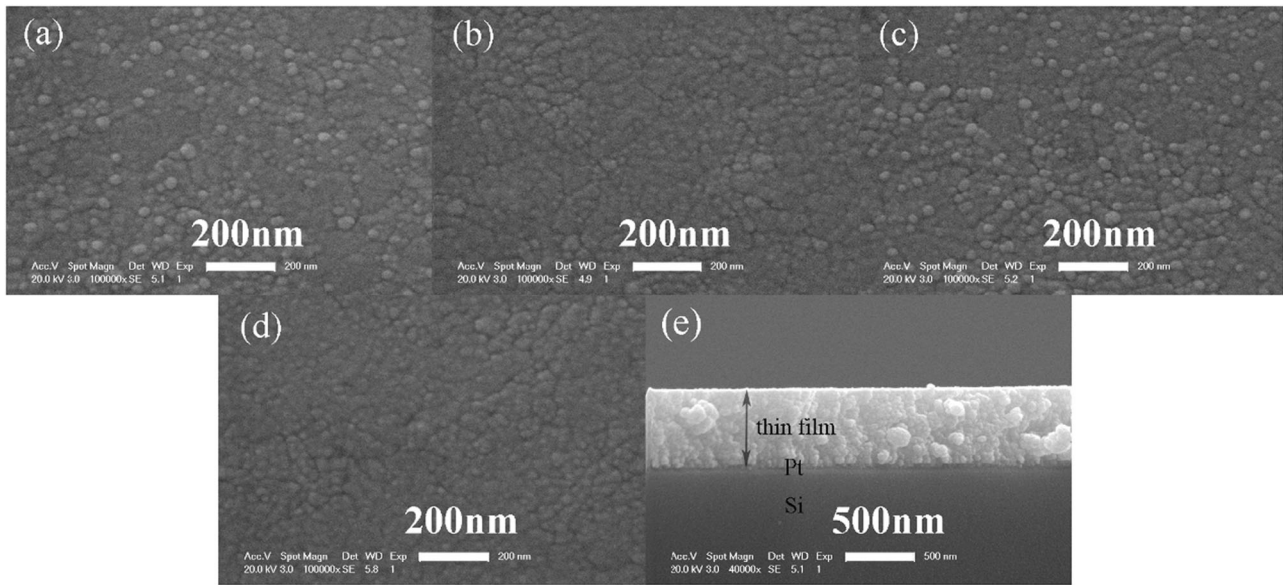 (a)
200nm
Acc.V Spot Magn Det WD Exp
20.0 kV 3.0 100000x SE 5.1 1 200 nm
(b)
200nm
Acc.V Spot Magn Det WD Exp
20.0 kV 3.0 100000x SE 4.9 1 200 nm
(c)
200nm
Acc.V Spot Magn Det WD Exp
20.0 kV 3.0 100000x SE 5.2 1 200 nm
(d)
200nm
Acc.V Spot Magn Det WD Exp
20.0 kV 3.0 100000x SE 5.8 1 200 nm
(e)
thin film
Pt
Si
500nm
Acc.V Spot Magn Det WD Exp
20.0 kV 3.0 40000x SE 5.1 1 500 nm